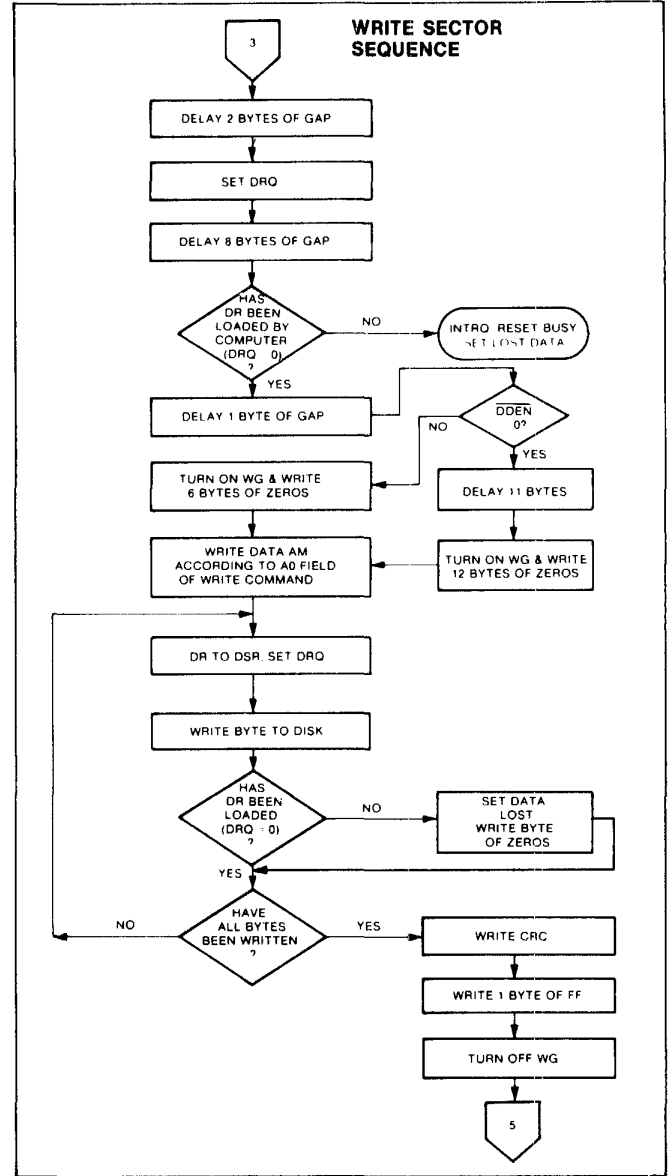 WRITE SECTOR
SEQUENCE
3
DELAY 2 BYTES OF GAP
SET DRQ
DELAY 8 BYTES OF GAP
HAS
DR BEEN
LOADED BY
COMPUTER
(DRQ 0)
?
NO
INTRQ RESET BUSY
SET LOST DATA
YES
DELAY 1 BYTE OF GAP
DDEN
0?
NO
YES
TURN ON WG & WRITE
6 BYTES OF ZEROS
DELAY 11 BYTES
WRITE DATA AM
ACCORDING TO A0 FIELD
OF WRITE COMMAND
TURN ON WG & WRITE
12 BYTES OF ZEROS
DR TO DSR, SET DRQ
WRITE BYTE TO DISK
HAS
DR BEEN
LOADED
(DRQ = 0)
?
NO
SET DATA
LOST
WRITE BYTE
OF ZEROS
YES
HAVE
ALL BYTES
BEEN WRITTEN
?
NO
YES
WRITE CRC
WRITE 1 BYTE OF FF
TURN OFF WG
5